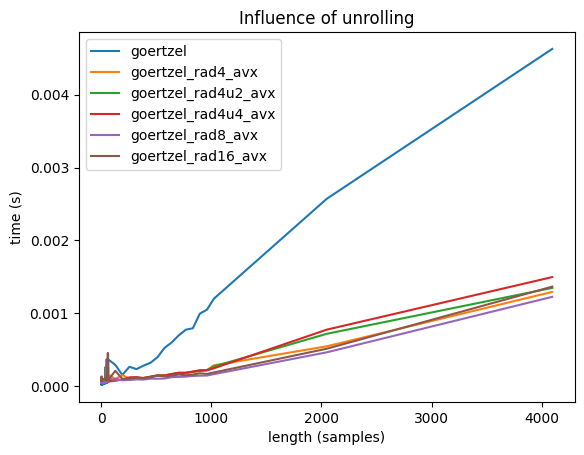 Influence of unrolling
goertzel
goertzel_rad4_avx
goertzel_rad4u2_avx
goertzel_rad4u4_avx
goertzel_rad8_avx
goertzel_rad16_avx
time (s)
0.004
0.003
0.002
0.001
0.000
0 1000 2000 3000 4000
length (samples)